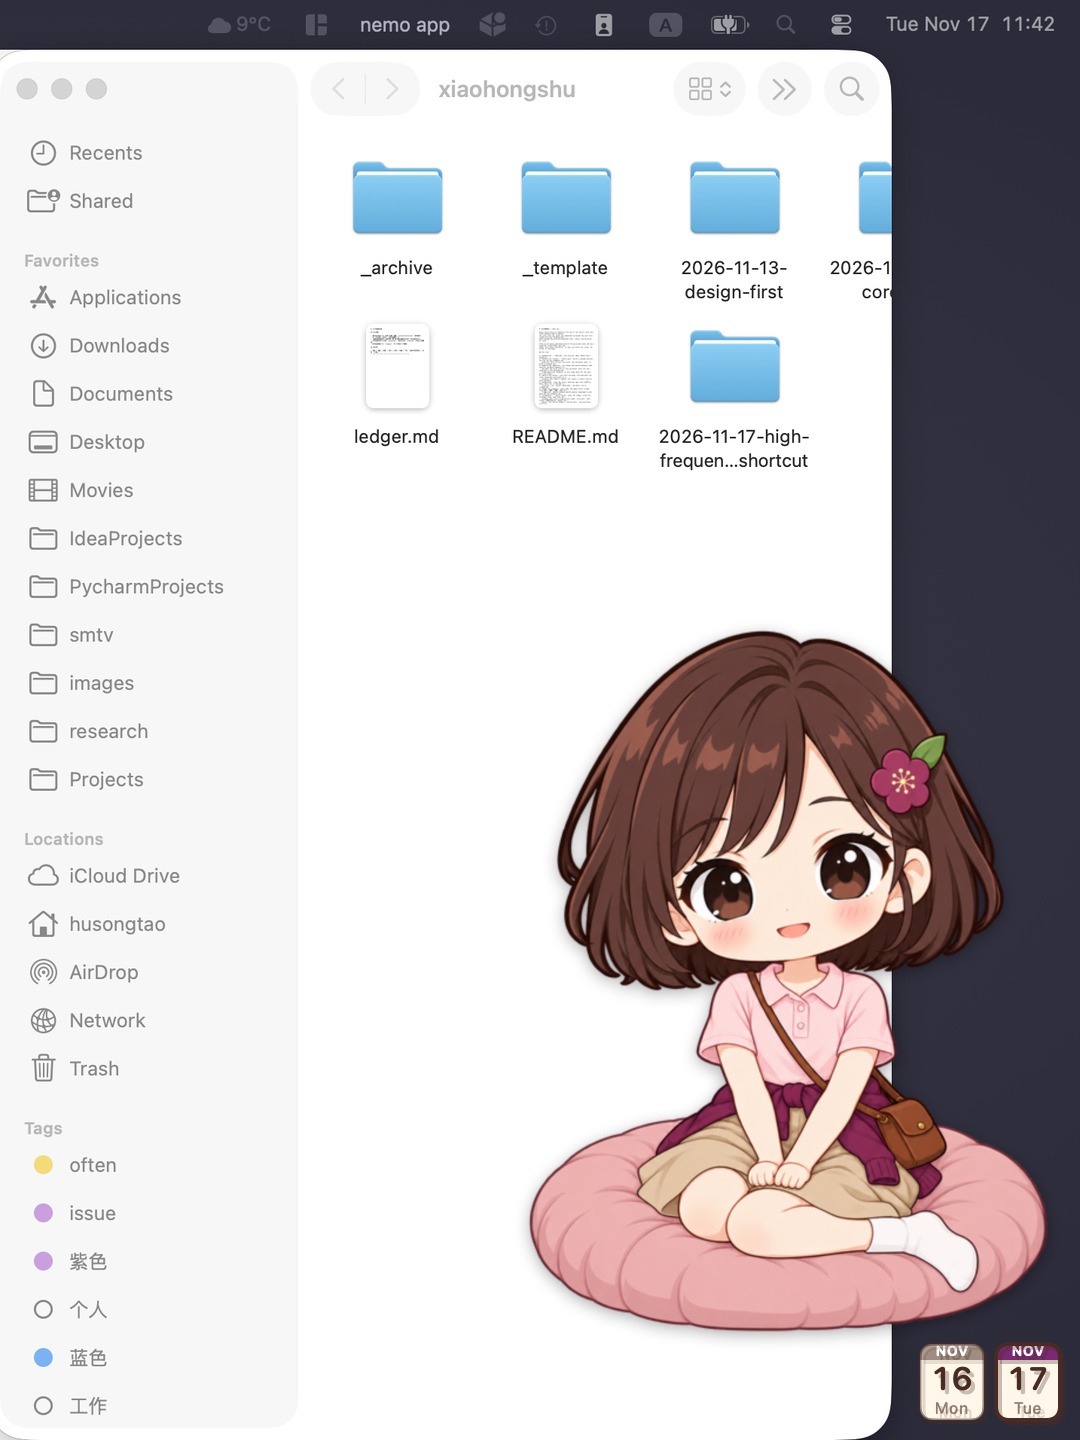 9°C
nemo app
A
Tue Nov 17 11:42
xiaohongshu
Recents
Shared
Favorites
Applications
Downloads
Documents
Desktop
Movies
IdeaProjects
PycharmProjects
smtv
images
research
Projects
Locations
iCloud Drive
husongtao
AirDrop
Network
Trash
Tags
often
issue
紫色
个人
蓝色
工作
_archive
_template
2026-11-13-
design-first
2026-1
cor
ledger.md
README.md
2026-11-17-high-
frequen...shortcut
NOV
16
Mon
NOV
17
Tue